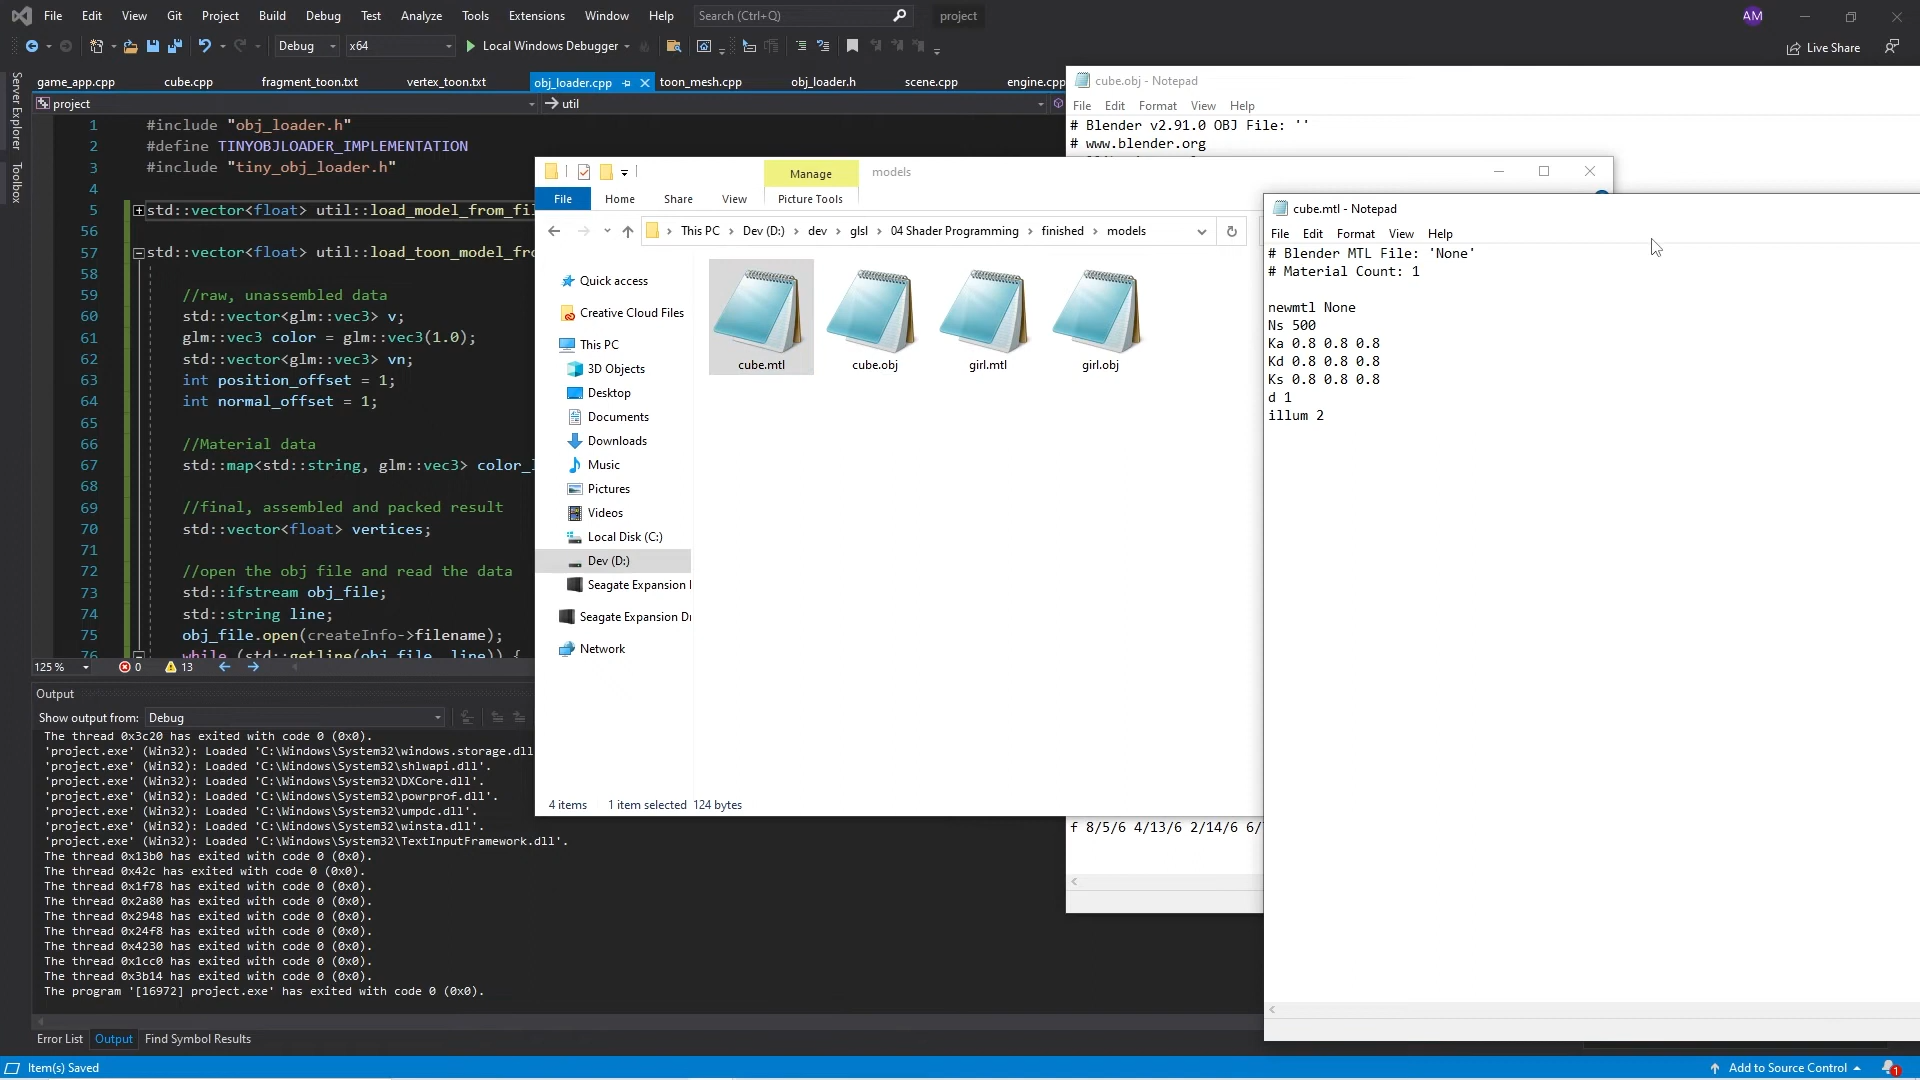 File Edit View Git Project Build Debug Test Analyze Tools Extensions Window Help Search (Ctrl+Q) project AM
Debug x64 Local Windows Debugger Live Share
Server Explorer
Toolbox
game_app.cpp cube.cpp fragment_toon.txt vertex_toon.txt obj_loader.cpp toon_mesh.cpp obj_loader.h scene.cpp engine.cpp
project util
1 #include "obj_loader.h"
2 #define TINYOBJLOADER_IMPLEMENTATION
3 #include "tiny_obj_loader.h"
4
5 std::vector<float> util::load_model_from_fil
56
57 std::vector<float> util::load_toon_model_fro
58
59 //raw, unassembled data
60 std::vector<glm::vec3> v;
61 glm::vec3 color = glm::vec3(1.0);
62 std::vector<glm::vec3> vn;
63 int position_offset = 1;
64 int normal_offset = 1;
65
66 //Material data
67 std::map<std::string, glm::vec3> color_
68
69 //final, assembled and packed result
70 std::vector<float> vertices;
71
72 //open the obj file and read the data
73 std::ifstream obj_file;
74 std::string line;
75 obj_file.open(createInfo->filename);
76 while (std::getline(obj_file, line)) {
125 % 0 13
Output
Show output from: Debug
The thread 0x3c20 has exited with code 0 (0x0).
'project.exe' (Win32): Loaded 'C:\Windows\System32\windows.storage.dll
'project.exe' (Win32): Loaded 'C:\Windows\System32\shlwapi.dll'.
'project.exe' (Win32): Loaded 'C:\Windows\System32\DXCore.dll'.
'project.exe' (Win32): Loaded 'C:\Windows\System32\powrprof.dll'.
'project.exe' (Win32): Loaded 'C:\Windows\System32\umpdc.dll'.
'project.exe' (Win32): Loaded 'C:\Windows\System32\winsta.dll'.
'project.exe' (Win32): Loaded 'C:\Windows\System32\TextInputFramework.dll'.
The thread 0x13b0 has exited with code 0 (0x0).
The thread 0x42c has exited with code 0 (0x0).
The thread 0x1f78 has exited with code 0 (0x0).
The thread 0x2a80 has exited with code 0 (0x0).
The thread 0x2948 has exited with code 0 (0x0).
The thread 0x24f8 has exited with code 0 (0x0).
The thread 0x4230 has exited with code 0 (0x0).
The thread 0x1cc0 has exited with code 0 (0x0).
The thread 0x3b14 has exited with code 0 (0x0).
The program '[16972] project.exe' has exited with code 0 (0x0).
Error List Output Find Symbol Results
Item(s) Saved Add to Source Control 1
cube.obj - Notepad
File Edit Format View Help
# Blender v2.91.0 OBJ File: ''
# www.blender.org
f 8/5/6 4/13/6 2/14/6 6/
Manage models
File Home Share View Picture Tools
This PC Dev (D:) dev glsl 04 Shader Programming finished models
Quick access
Creative Cloud Files
This PC
3D Objects
Desktop
Documents
Downloads
Music
Pictures
Videos
Local Disk (C:)
Dev (D:)
Seagate Expansion
Seagate Expansion Dr
Network
cube.mtl cube.obj girl.mtl girl.obj
4 items 1 item selected 124 bytes
cube.mtl - Notepad
File Edit Format View Help
# Blender MTL File: 'None'
# Material Count: 1
newmtl None
Ns 500
Ka 0.8 0.8 0.8
Kd 0.8 0.8 0.8
Ks 0.8 0.8 0.8
d 1
illum 2